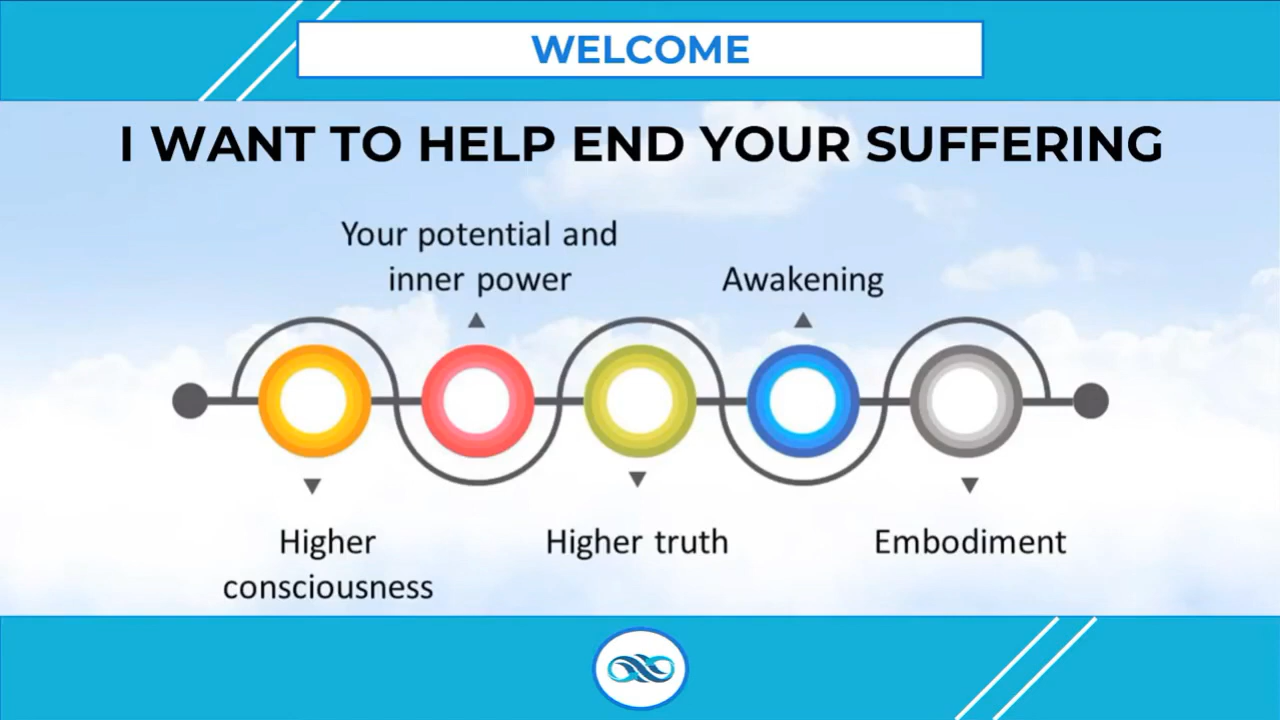 WELCOME
I WANT TO HELP END YOUR SUFFERING
Your potential and
inner power
Awakening
Higher
consciousness
Higher truth
Embodiment